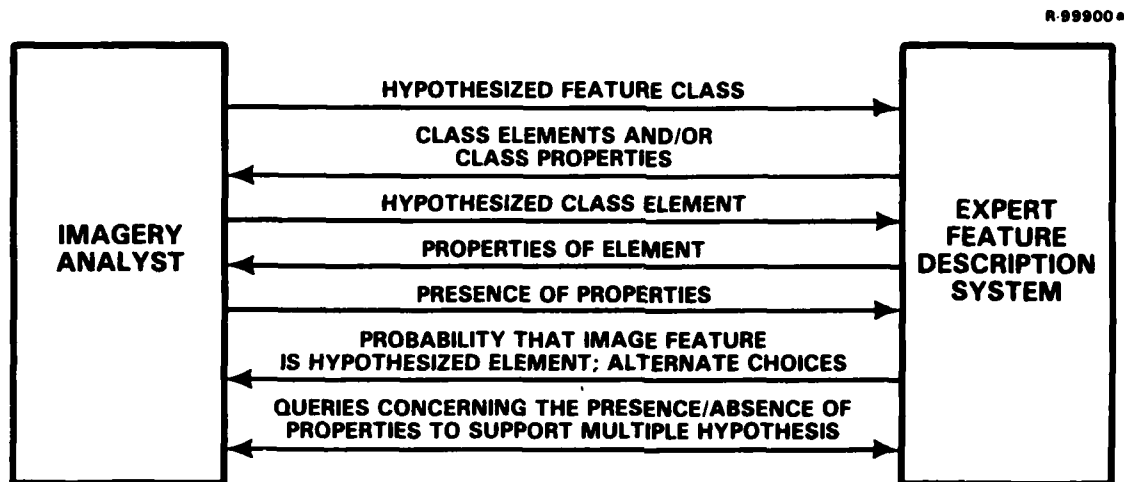 R-99900a
HYPOTHESIZED FEATURE CLASS
CLASS ELEMENTS AND/OR
CLASS PROPERTIES
HYPOTHESIZED CLASS ELEMENT
IMAGERY
ANALYST
PROPERTIES OF ELEMENT
EXPERT
FEATURE
DESCRIPTION
SYSTEM
PRESENCE OF PROPERTIES
PROBABILITY THAT IMAGE FEATURE
IS HYPOTHESIZED ELEMENT; ALTERNATE CHOICES
QUERIES CONCERNING THE PRESENCE/ABSENCE OF
PROPERTIES TO SUPPORT MULTIPLE HYPOTHESIS